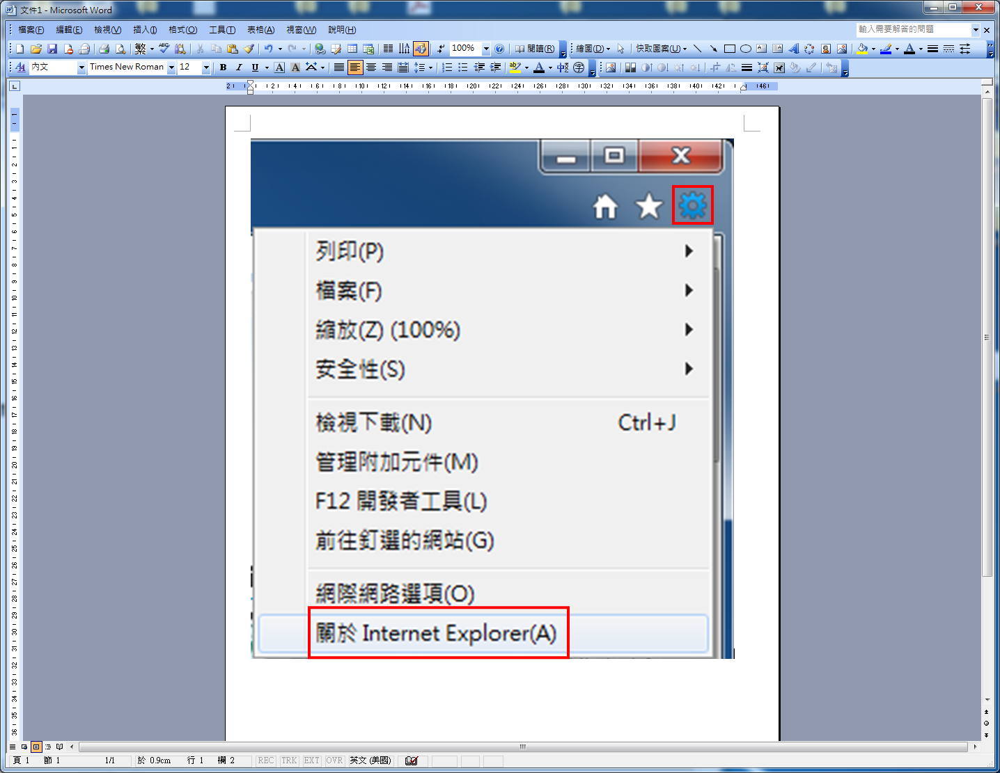 文件1 - Microsoft Word
檔案(F) 編輯(E) 檢視(V) 插入(I) 格式(O) 工具(T) 表格(A) 視窗(W) 說明(H) 輸入需要解答的問題
繁 100% 閱讀(R) 繪圖(D) 快取圖案(U)
內文 Times New Roman 12 B I U A A
列印(P)
檔案(F)
縮放(Z) (100%)
安全性(S)
檢視下載(N) Ctrl+J
管理附加元件(M)
F12 開發者工具(L)
前往釘選的網站(G)
網際網路選項(O)
關於 Internet Explorer(A)
頁 1 節 1 1/1 於 0.9cm 行 1 欄 2 REC TRK EXT OVR 英文 (美國)